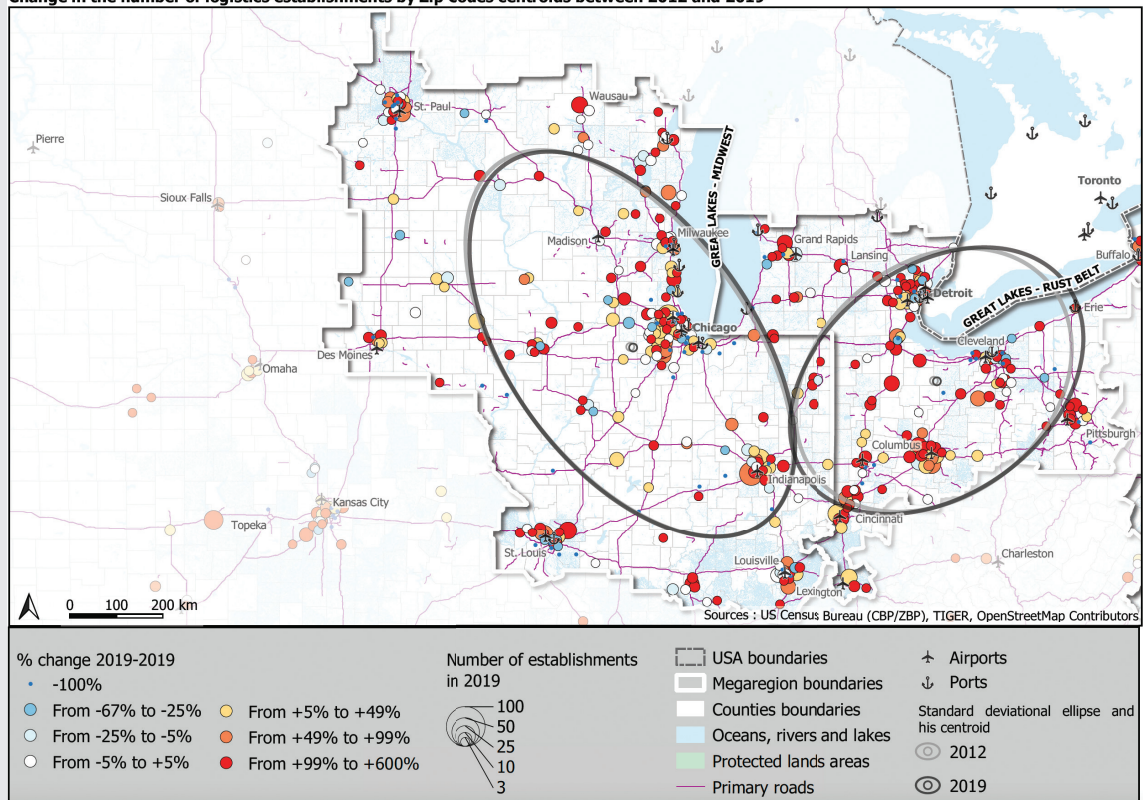 Change in the number of logistics establishments by Zip Codes centroids between 2012 and 2019
St. Paul
Wausau
Pierre
GREAT LAKES - MIDWEST
Toronto
Sioux Falls
Madison
Milwaukee
Grand Rapids
Lansing
Buffalo
GREAT LAKES - RUST BELT
Detroit
Erie
Chicago
Cleveland
Des Moines
Omaha
Pittsburgh
Columbus
Indianapolis
Kansas City
Topeka
Cincinnati
St. Louis
Louisville
Charleston
Lexington
0 100 200 km
Sources : US Census Bureau (CBP/ZBP), TIGER, OpenStreetMap Contributors
% change 2019-2019
-100%
From -67% to -25%
From -25% to -5%
From -5% to +5%
From +5% to +49%
From +49% to +99%
From +99% to +600%
Number of establishments
in 2019
100
50
25
10
3
USA boundaries
Megaregion boundaries
Counties boundaries
Oceans, rivers and lakes
Protected lands areas
Primary roads
Airports
Ports
Standard deviational ellipse and
his centroid
2012
2019